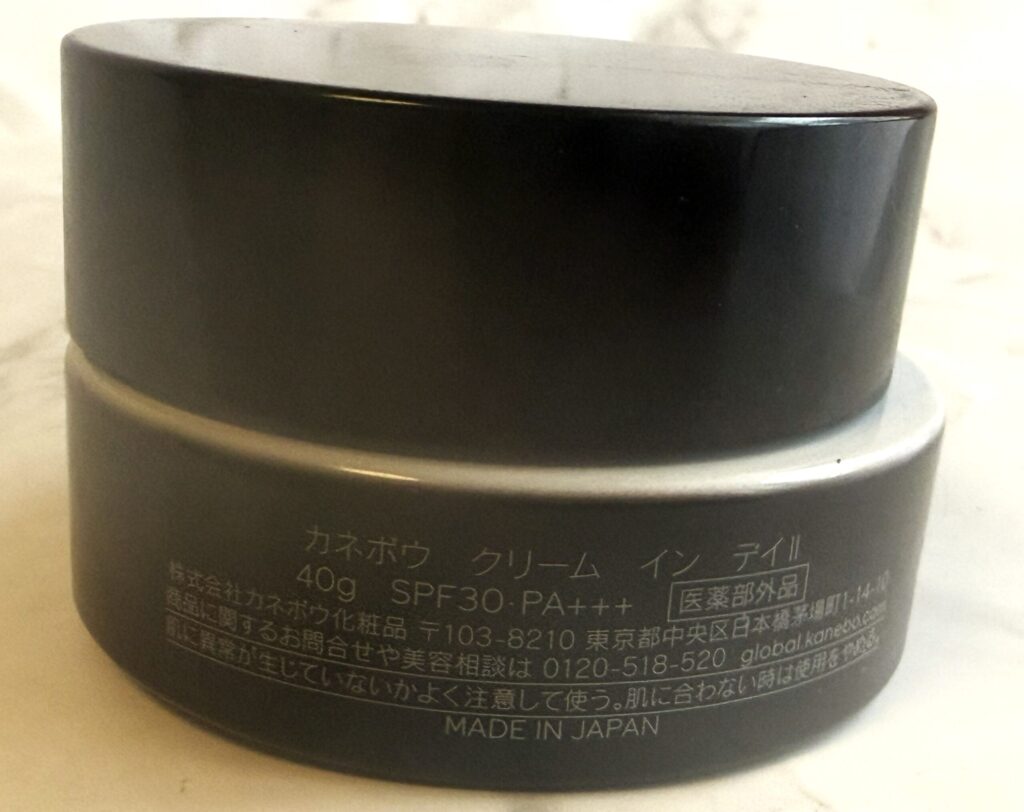 カネボウ クリーム イン デイII
40g SPF30・PA+++ 医薬部外品
株式会社カネボウ化粧品 〒103-8210 東京都中央区日本橋茅場町1-14-10
商品に関するお問合せや美容相談は 0120-518-520 global.kanebo.com
肌に異常が生じていないかよく注意して使う。肌に合わない時は使用をやめる。
MADE IN JAPAN